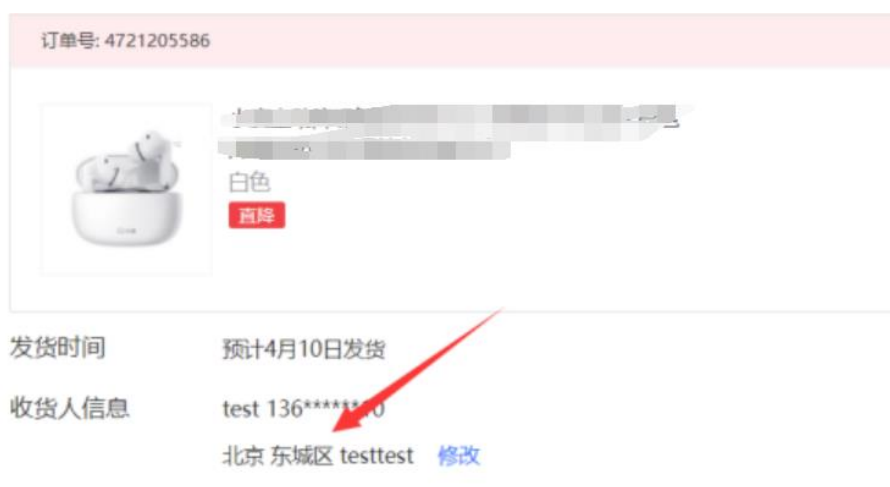 订单号: 4721205586
白色
直降
发货时间 预计4月10日发货
收货人信息 test 136******10
北京 东城区 testtest 修改